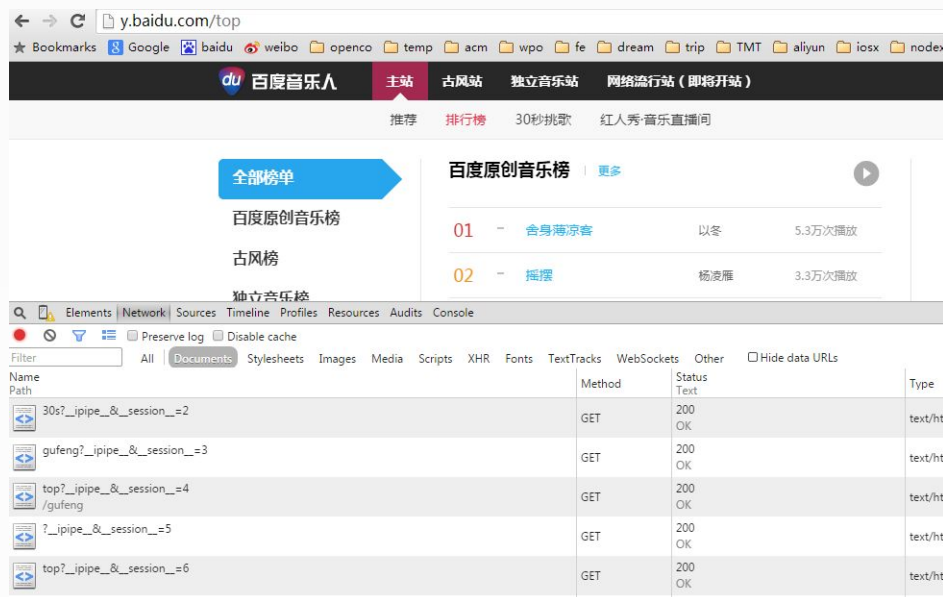 y.baidu.com/top
Bookmarks Google baidu weibo openco temp acm wpo fe dream trip TMT aliyun iosx nodex
du 百度音乐人 主站 古风站 独立音乐站 网络流行站（即将开站）
推荐 排行榜 30秒挑歌 红人秀·音乐直播间
全部榜单
百度原创音乐榜 更多
百度原创音乐榜
01 - 舍身薄凉客 以冬 5.3万次播放
古风榜
02 - 摇摆 杨凌雁 3.3万次播放
独立音乐榜
Elements Network Sources Timeline Profiles Resources Audits Console
Preserve log Disable cache
Filter All Documents Stylesheets Images Media Scripts XHR Fonts TextTracks WebSockets Other Hide data URLs
Name Method Status Type
Path Text
30s?__ipipe__&__session__=2 GET 200 text/ht
OK
gufeng?__ipipe__&__session__=3 GET 200 text/ht
OK
top?__ipipe__&__session__=4 GET 200 text/ht
/gufeng OK
?__ipipe__&__session__=5 GET 200 text/ht
OK
top?__ipipe__&__session__=6 GET 200 text/ht
OK